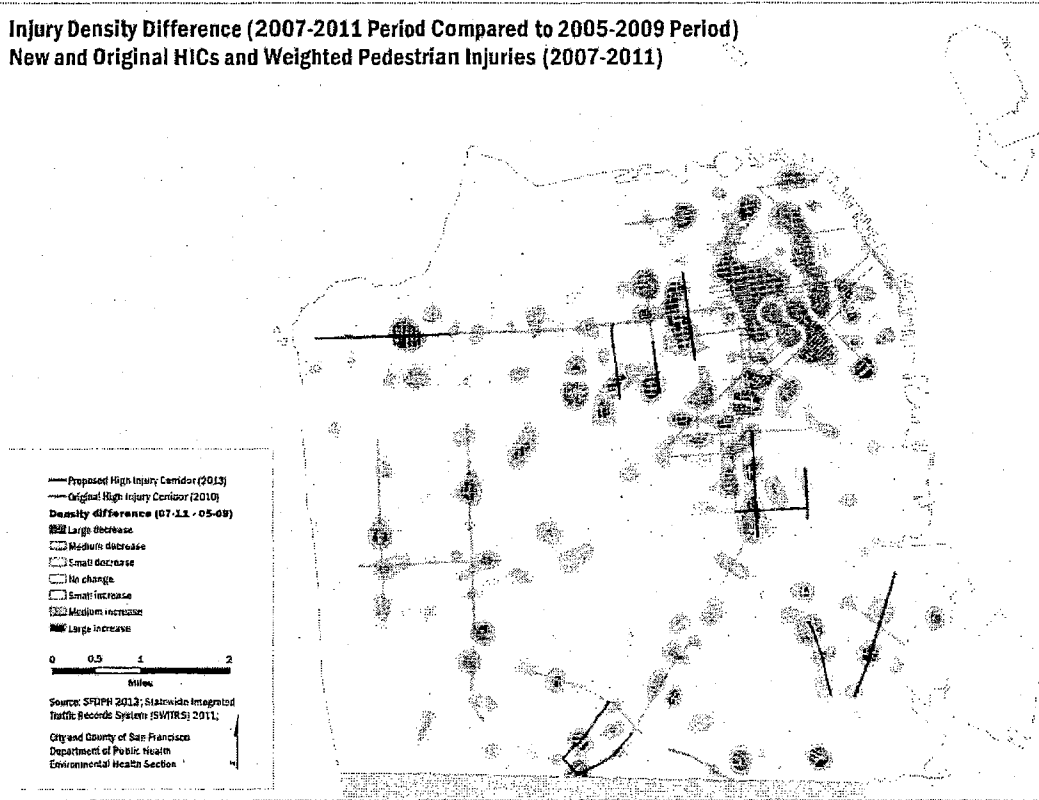 Injury Density Difference (2007-2011 Period Compared to 2005-2009 Period)
New and Original HICs and Weighted Pedestrian Injuries (2007-2011)
Proposed High Injury Corridor (2013)
Original High Injury Corridor (2010)
Density difference (07-11 - 05-09)
Large decrease
Medium decrease
Small decrease
No change
Small increase
Medium increase
Large increase
0 0.5 1 2
Miles
Source: SFDPH 2013; Statewide Integrated
Traffic Records System (SWITRS) 2011;
City and County of San Francisco
Department of Public Health
Environmental Health Section